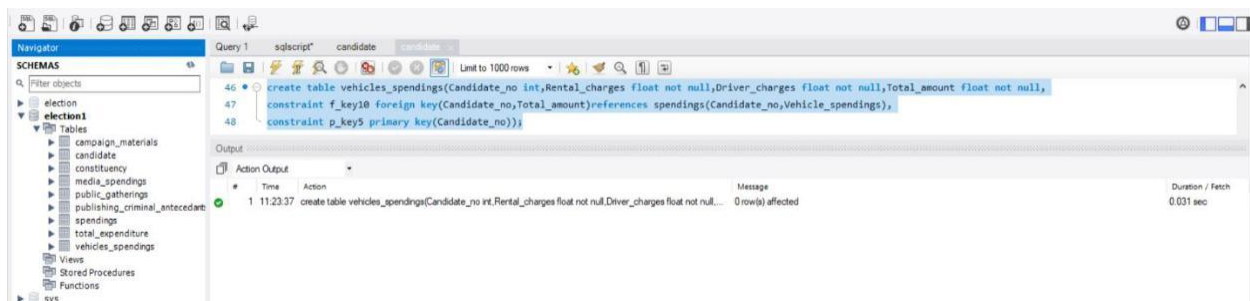 Navigator
Query 1 sqlscript* candidate candidate
SCHEMAS
Limit to 1000 rows
Filter objects
46 create table vehicles_spendings(Candidate_no int,Rental_charges float not null,Driver_charges float not null,Total_amount float not null,
47 constraint f_key10 foreign key(Candidate_no,Total_amount)references spendings(Candidate_no,Vehicle_spendings),
48 constraint p_key5 primary key(Candidate_no));
election
election1
Tables
campaign_materials
candidate
constituency
media_spendings
public_gatherings
publishing_criminal_antecedants
spendings
total_expenditure
vehicles_spendings
Views
Stored Procedures
Functions
sys
Output
Action Output
# Time Action Message Duration / Fetch
1 11:23:37 create table vehicles_spendings(Candidate_no int,Rental_charges float not null,Driver_charges float not null,... 0 row(s) affected 0.031 sec